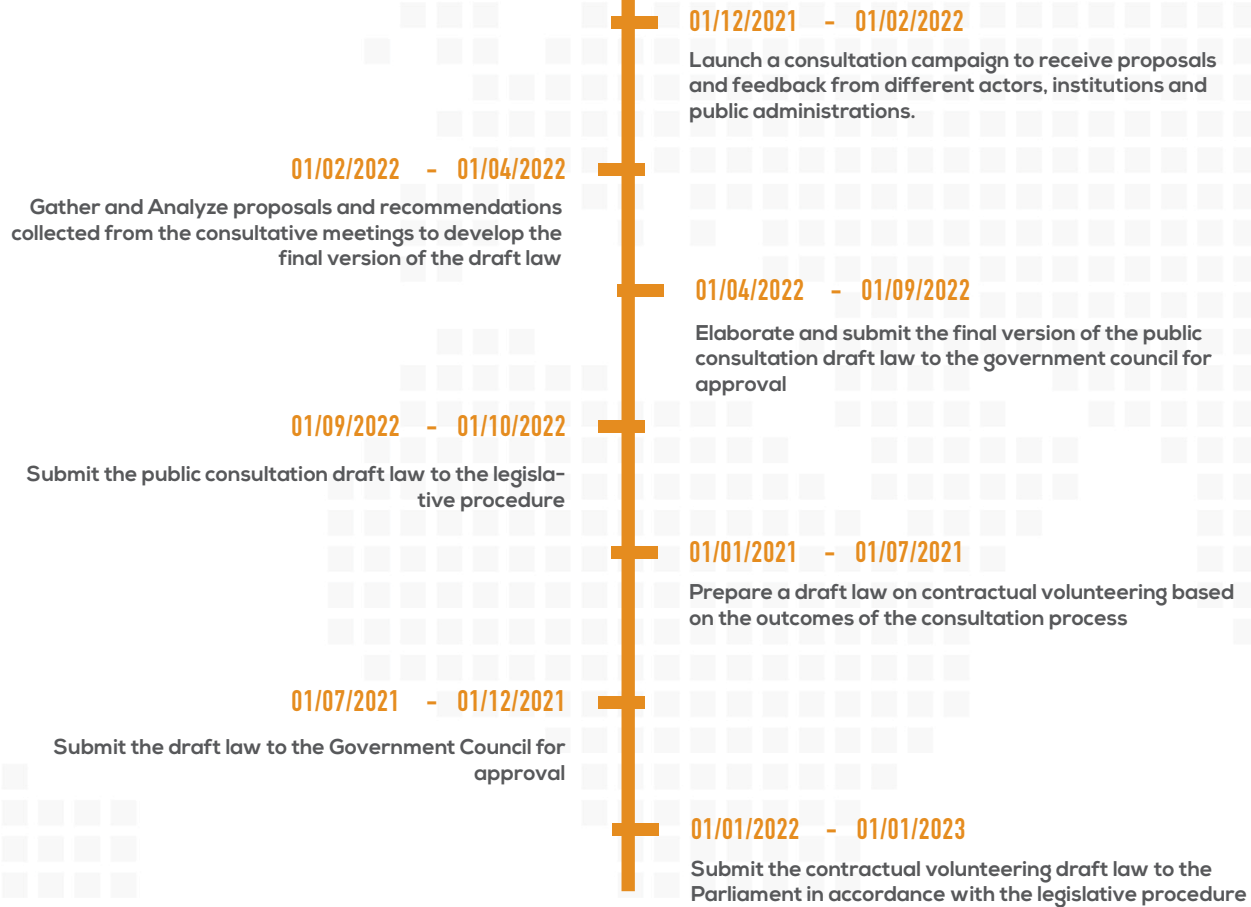 01/12/2021 - 01/02/2022
Launch a consultation campaign to receive proposals
and feedback from different actors, institutions and
public administrations.
01/02/2022 - 01/04/2022
Gather and Analyze proposals and recommendations
collected from the consultative meetings to develop the
final version of the draft law
01/04/2022 - 01/09/2022
Elaborate and submit the final version of the public
consultation draft law to the government council for
approval
01/09/2022 - 01/10/2022
Submit the public consultation draft law to the legisla-
tive procedure
01/01/2021 - 01/07/2021
Prepare a draft law on contractual volunteering based
on the outcomes of the consultation process
01/07/2021 - 01/12/2021
Submit the draft law to the Government Council for
approval
01/01/2022 - 01/01/2023
Submit the contractual volunteering draft law to the
Parliament in accordance with the legislative procedure